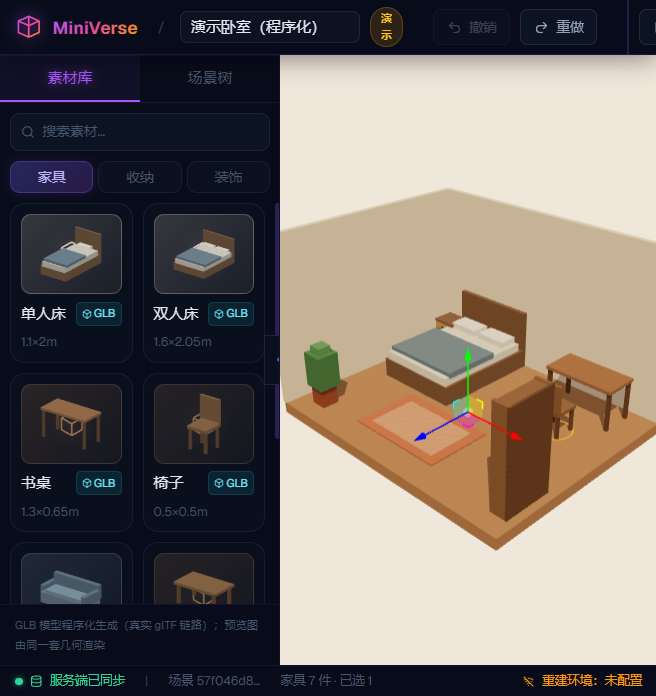 MiniVerse / 演示卧室（程序化） 演示 撤销 重做
素材库 场景树
搜索素材...
家具 收纳 装饰
单人床 GLB 双人床 GLB
1.1×2m 1.6×2.05m
书桌 GLB 椅子 GLB
1.3×0.65m 0.5×0.5m
GLB 模型程序化生成（真实 glTF 链路）；预览图
由同一套几何渲染
服务端已同步 | 场景 57f046d8... 家具 7 件 · 已选 1 重建环境：未配置